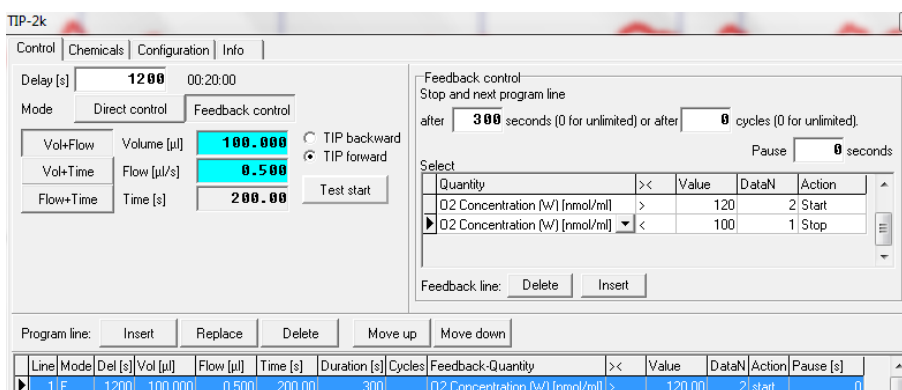 TIP-2k
Control Chemicals Configuration Info
Delay [s] 1200 00:20:00
Mode Direct control Feedback control
Vol+Flow Volume [µl] 100.000 TIP backward
TIP forward
Vol+Time Flow [µl/s] 0.500
Flow+Time Time [s] 200.00 Test start
Feedback control
Stop and next program line
after 300 seconds (0 for unlimited) or after 0 cycles (0 for unlimited).
Pause 0 seconds
Select
Quantity >< Value DataN Action
O2 Concentration (W) [nmol/ml] > 120 2 Start
O2 Concentration (W) [nmol/ml] < 100 1 Stop
Feedback line: Delete Insert
Program line: Insert Replace Delete Move up Move down
Line Mode Del [s] Vol [µl] Flow [µl] Time [s] Duration [s] Cycles Feedback-Quantity >< Value DataN Action Pause [s]
1 F 1200 100.000 0.500 200.00 300 O2 Concentration (W) [nmol/ml] > 120.00 2 start 0